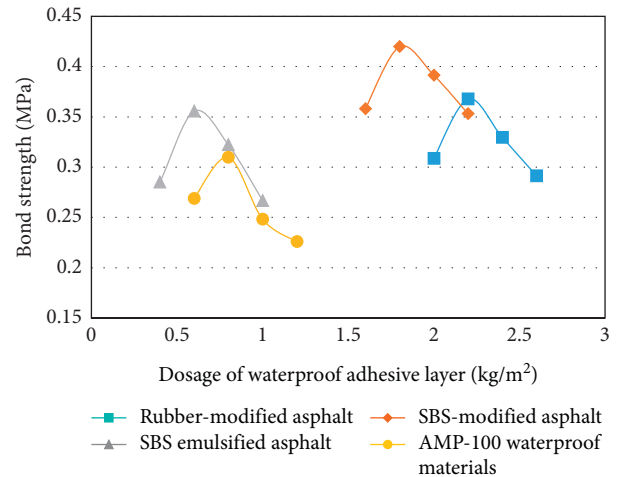 0.45
0.4
0.35
0.3
0.25
0.2
0.15
Bond strength (MPa)
0 0.5 1 1.5 2 2.5 3
Dosage of waterproof adhesive layer (kg/m²)
Rubber-modified asphalt
SBS-modified asphalt
SBS emulsified asphalt
AMP-100 waterproof
materials